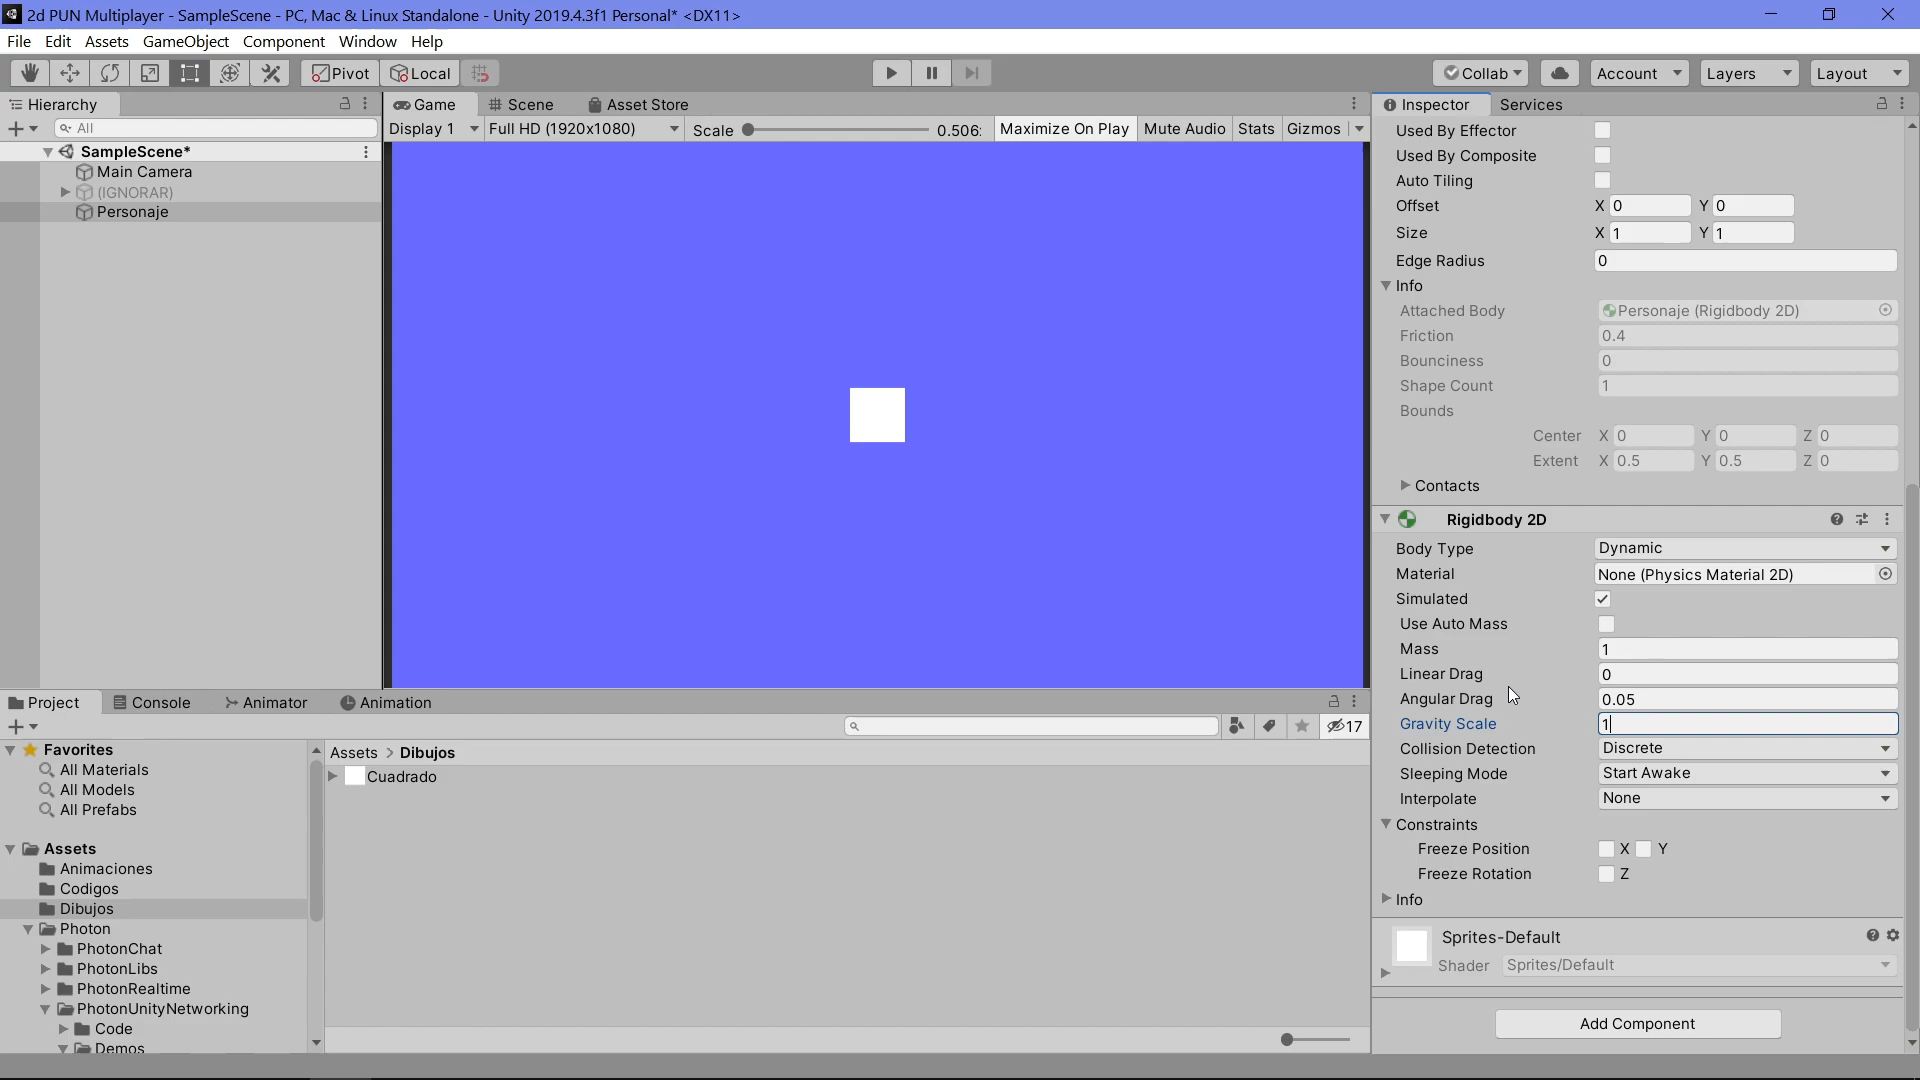 2d PUN Multiplayer - SampleScene - PC, Mac & Linux Standalone - Unity 2019.4.3f1 Personal* <DX11>
File Edit Assets GameObject Component Window Help
Pivot Local Collab Account Layers Layout
Hierarchy
All
SampleScene*
Main Camera
(IGNORAR)
Personaje
Game Scene Asset Store
Display 1 Full HD (1920x1080) Scale 0.506: Maximize On Play Mute Audio Stats Gizmos
Inspector Services
Used By Effector
Used By Composite
Auto Tiling
Offset X 0 Y 0
Size X 1 Y 1
Edge Radius 0
Info
Attached Body Personaje (Rigidbody 2D)
Friction 0.4
Bounciness 0
Shape Count 1
Bounds
Center X 0 Y 0 Z 0
Extent X 0.5 Y 0.5 Z 0
Contacts
Rigidbody 2D
Body Type Dynamic
Material None (Physics Material 2D)
Simulated
Use Auto Mass
Mass 1
Linear Drag 0
Angular Drag 0.05
Gravity Scale 1
Collision Detection Discrete
Sleeping Mode Start Awake
Interpolate None
Constraints
Freeze Position X Y
Freeze Rotation Z
Info
Sprites-Default
Shader Sprites/Default
Add Component
Project Console Animator Animation
17
Favorites
All Materials
All Models
All Prefabs
Assets
Animaciones
Codigos
Dibujos
Photon
PhotonChat
PhotonLibs
PhotonRealtime
PhotonUnityNetworking
Code
Demos
Assets > Dibujos
Cuadrado